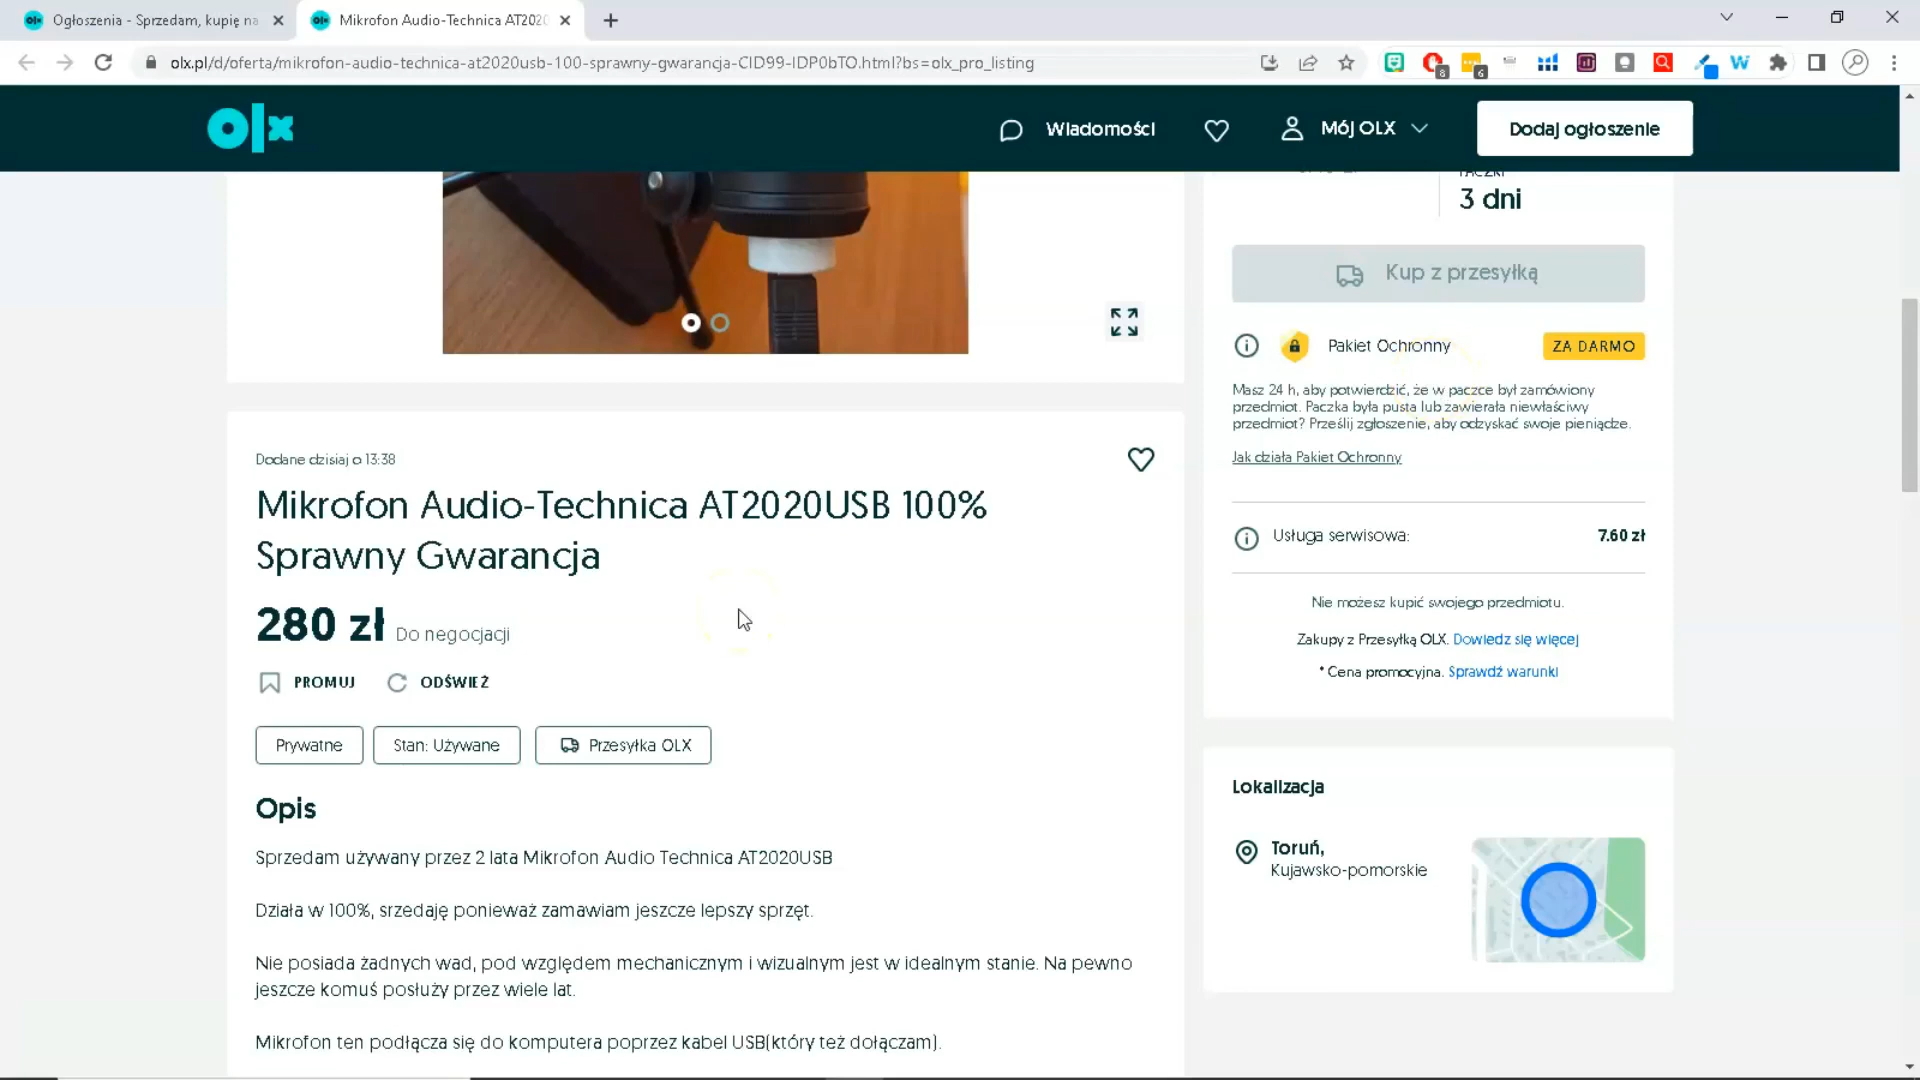 Ogłoszenia - Sprzedam, kupię na
Mikrofon Audio-Technica AT2020
olx.pl/d/oferta/mikrofon-audio-technica-at2020usb-100-sprawny-gwarancja-CID99-IDP0bTO.html?bs=olx_pro_listing
8
6
W
olx
Wiadomości
Mój OLX
Dodaj ogłoszenie
3 dni
Kup z przesyłką
Pakiet Ochronny
ZA DARMO
Masz 24 h, aby potwierdzić, że w paczce był zamówiony
przedmiot. Paczka była pusta lub zawierała niewłaściwy
przedmiot? Prześlij zgłoszenie, aby odzyskać swoje pieniądze.
Jak działa Pakiet Ochronny
Usługa serwisowa:
7.60 zł
Nie możesz kupić swojego przedmiotu.
Zakupy z Przesyłką OLX. Dowiedz się więcej
* Cena promocyjna. Sprawdź warunki
Dodane dzisiaj o 13:38
Mikrofon Audio-Technica AT2020USB 100%
Sprawny Gwarancja
280 zł
Do negocjacji
PROMUJ
ODŚWIEŻ
Prywatne
Stan: Używane
Przesyłka OLX
Opis
Sprzedam używany przez 2 lata Mikrofon Audio Technica AT2020USB
Działa w 100%, srzedaję ponieważ zamawiam jeszcze lepszy sprzęt.
Nie posiada żadnych wad, pod względem mechanicznym i wizualnym jest w idealnym stanie. Na pewno
jeszcze komuś posłuży przez wiele lat.
Mikrofon ten podłącza się do komputera poprzez kabel USB(który też dołączam).
Lokalizacja
Toruń,
Kujawsko-pomorskie